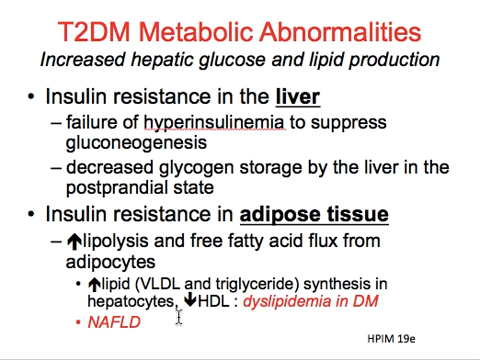 T2DM Metabolic Abnormalities
Increased hepatic glucose and lipid production
• Insulin resistance in the liver
– failure of hyperinsulinemia to suppress
gluconeogenesis
– decreased glycogen storage by the liver in the
postprandial state
• Insulin resistance in adipose tissue
– 🡅lipolysis and free fatty acid flux from
adipocytes
• 🡅lipid (VLDL and triglyceride) synthesis in
hepatocytes, 🡇HDL : dyslipidemia in DM
• NAFLD
HPIM 19e